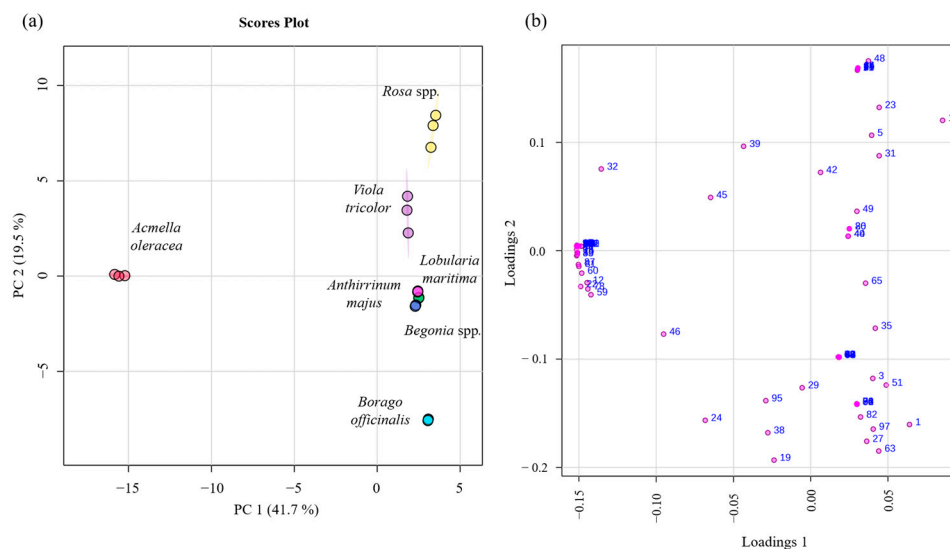 (a)
Scores Plot
Rosa spp.
Viola
tricolor
Acmella
oleracea
Lobularia
maritima
Anthirrinum
majus
Begonia spp.
Borago
officinalis
10
5
0
−5
PC 2 (19.5 %)
−15
−10
−5
0
5
PC 1 (41.7 %)
(b)
48
23
5
31
39
42
32
45
49
65
60
12
59
46
35
3
51
29
95
24
82
1
38
97
27
63
19
0.1
0.0
−0.1
−0.2
Loadings 2
−0.15
−0.10
−0.05
0.00
0.05
Loadings 1